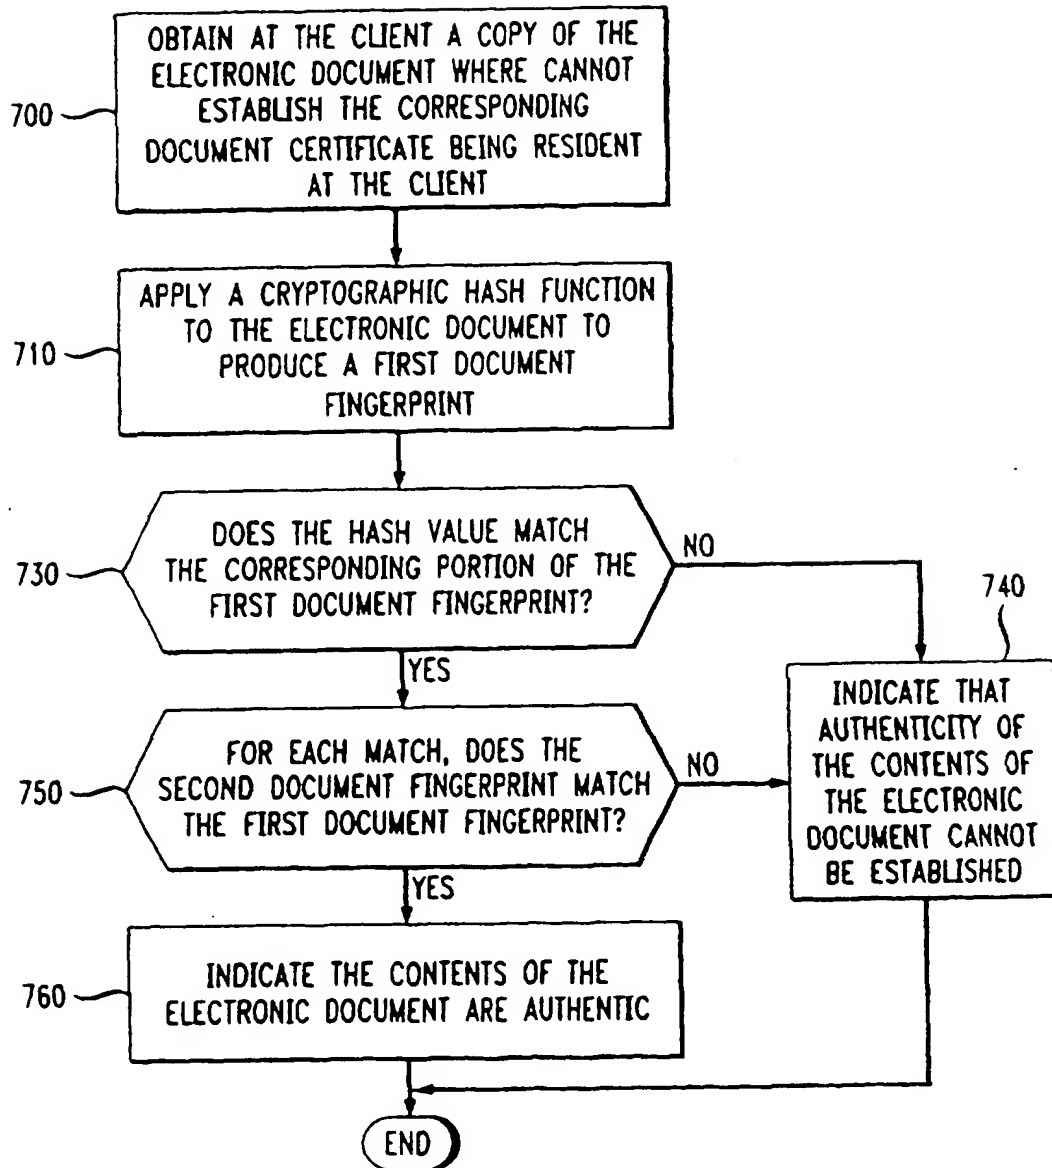 OBTAIN AT THE CLIENT A COPY OF THE
ELECTRONIC DOCUMENT WHERE CANNOT
ESTABLISH THE CORRESPONDING
DOCUMENT CERTIFICATE BEING RESIDENT
AT THE CLIENT
700
APPLY A CRYPTOGRAPHIC HASH FUNCTION
TO THE ELECTRONIC DOCUMENT TO
PRODUCE A FIRST DOCUMENT
FINGERPRINT
710
DOES THE HASH VALUE MATCH
THE CORRESPONDING PORTION OF THE
FIRST DOCUMENT FINGERPRINT?
730
NO
YES
740
INDICATE THAT
AUTHENTICITY OF
THE CONTENTS OF
THE ELECTRONIC
DOCUMENT CANNOT
BE ESTABLISHED
FOR EACH MATCH, DOES THE
SECOND DOCUMENT FINGERPRINT MATCH
THE FIRST DOCUMENT FINGERPRINT?
750
NO
YES
INDICATE THE CONTENTS OF THE
ELECTRONIC DOCUMENT ARE AUTHENTIC
760
END